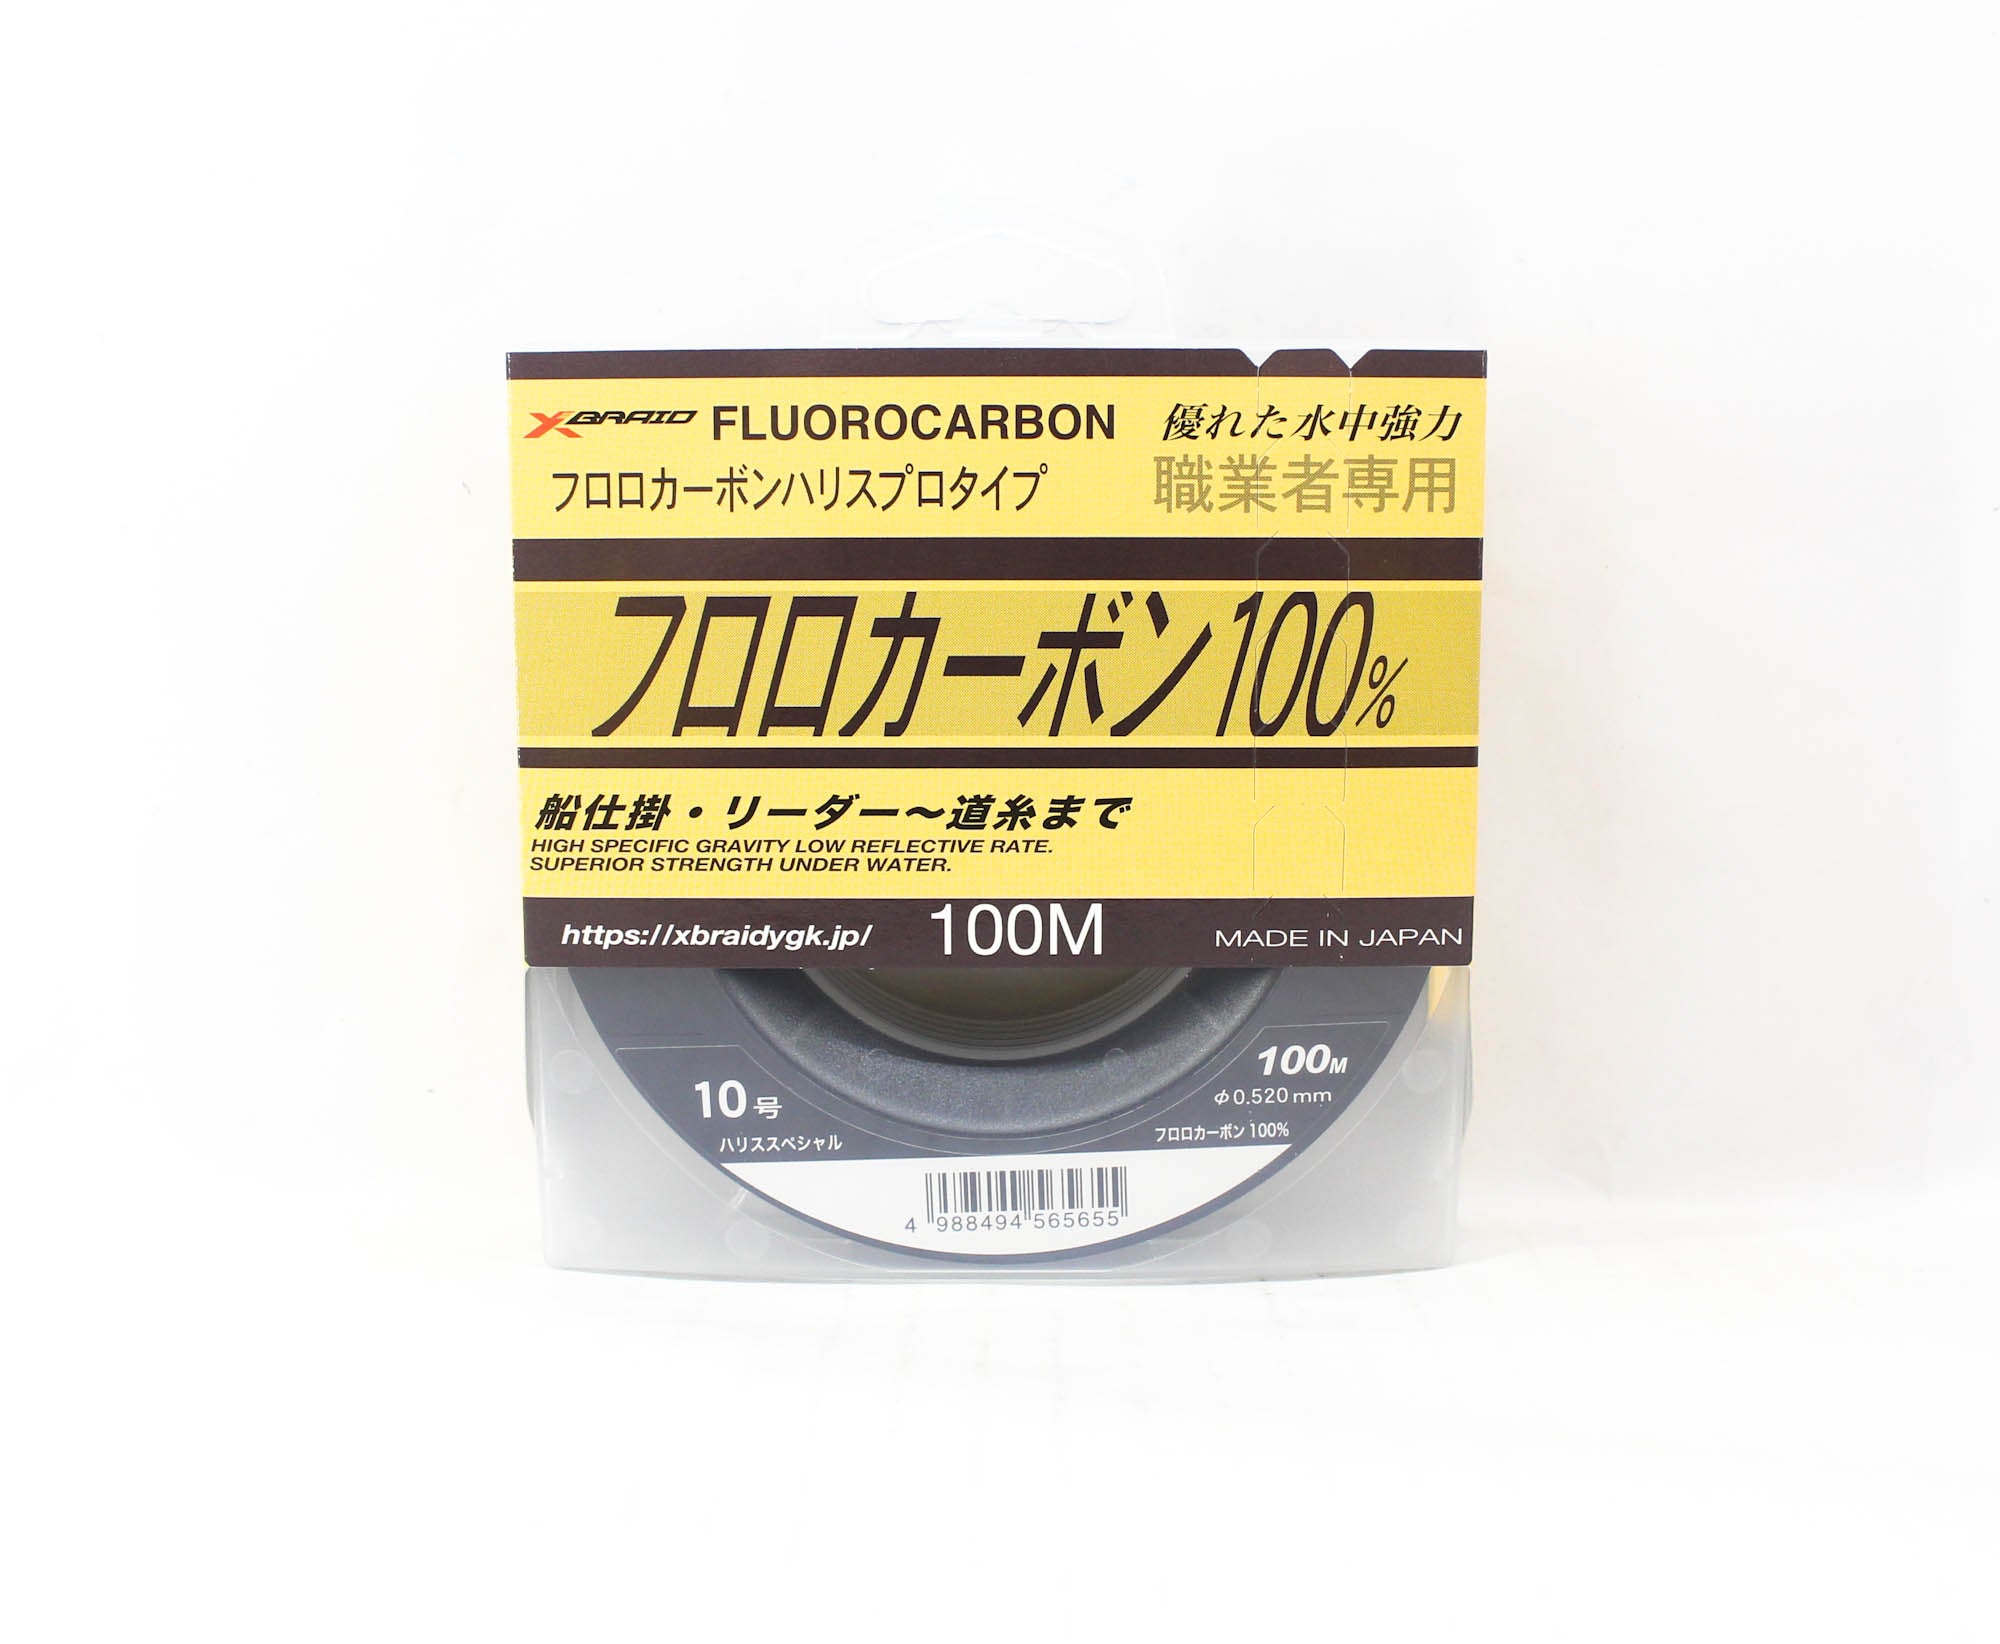 X-BRAID FLUOROCARBON 優れた水中強力
フロロカーボンハリスプロタイプ 職業者専用
フロロカーボン100%
船仕掛・リーダー〜道糸まで
HIGH SPECIFIC GRAVITY LOW REFLECTIVE RATE.
SUPERIOR STRENGTH UNDER WATER.
https://xbraidygk.jp/ 100M MADE IN JAPAN
10号 100M
φ0.520mm
ハリススペシャル フロロカーボン 100%
4 988494 565655